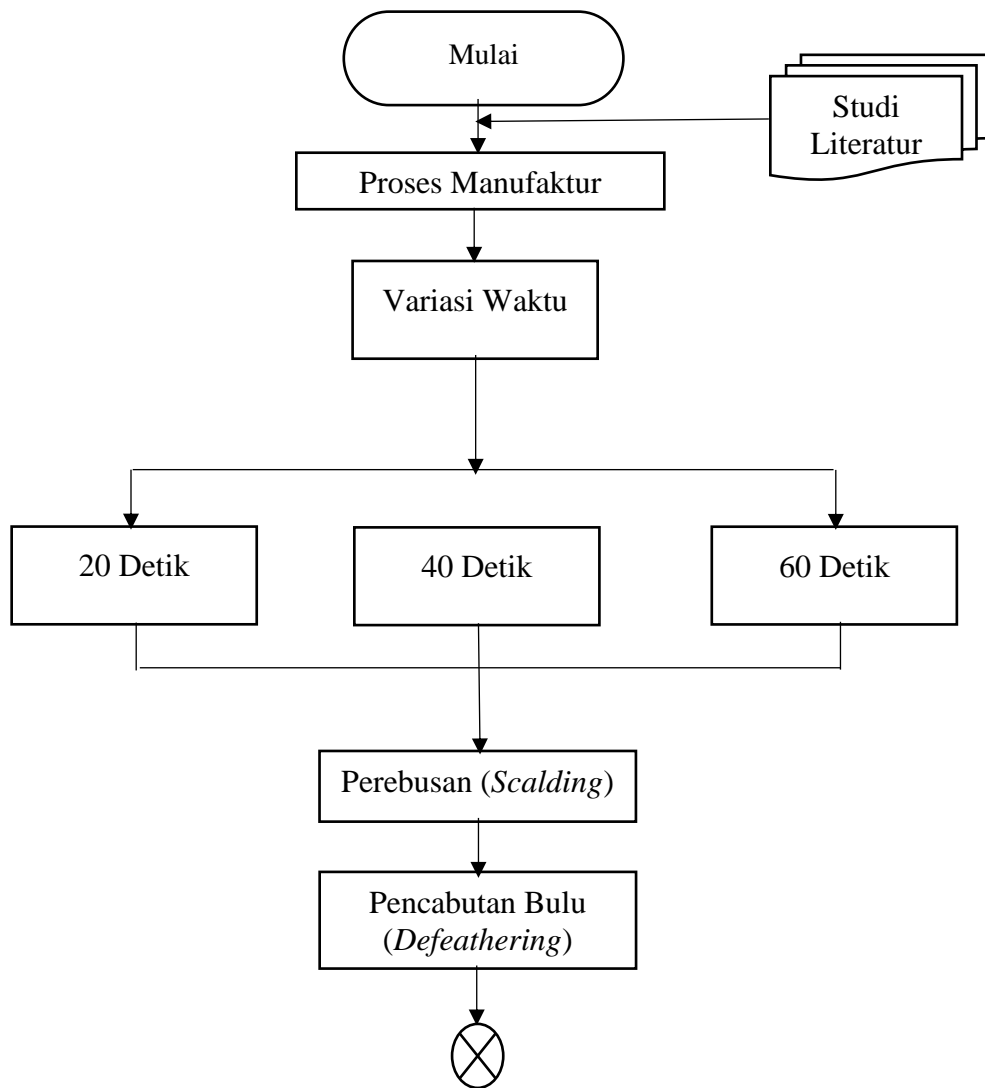 Mulai
Studi
Literatur
Proses Manufaktur
Variasi Waktu
20 Detik
40 Detik
60 Detik
Perebusan (Scalding)
Pencabutan Bulu
(Defeathering)